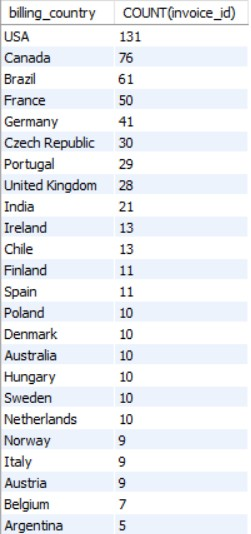 billing_country COUNT(invoice_id)
USA 131
Canada 76
Brazil 61
France 50
Germany 41
Czech Republic 30
Portugal 29
United Kingdom 28
India 21
Ireland 13
Chile 13
Finland 11
Spain 11
Poland 10
Denmark 10
Australia 10
Hungary 10
Sweden 10
Netherlands 10
Norway 9
Italy 9
Austria 9
Belgium 7
Argentina 5